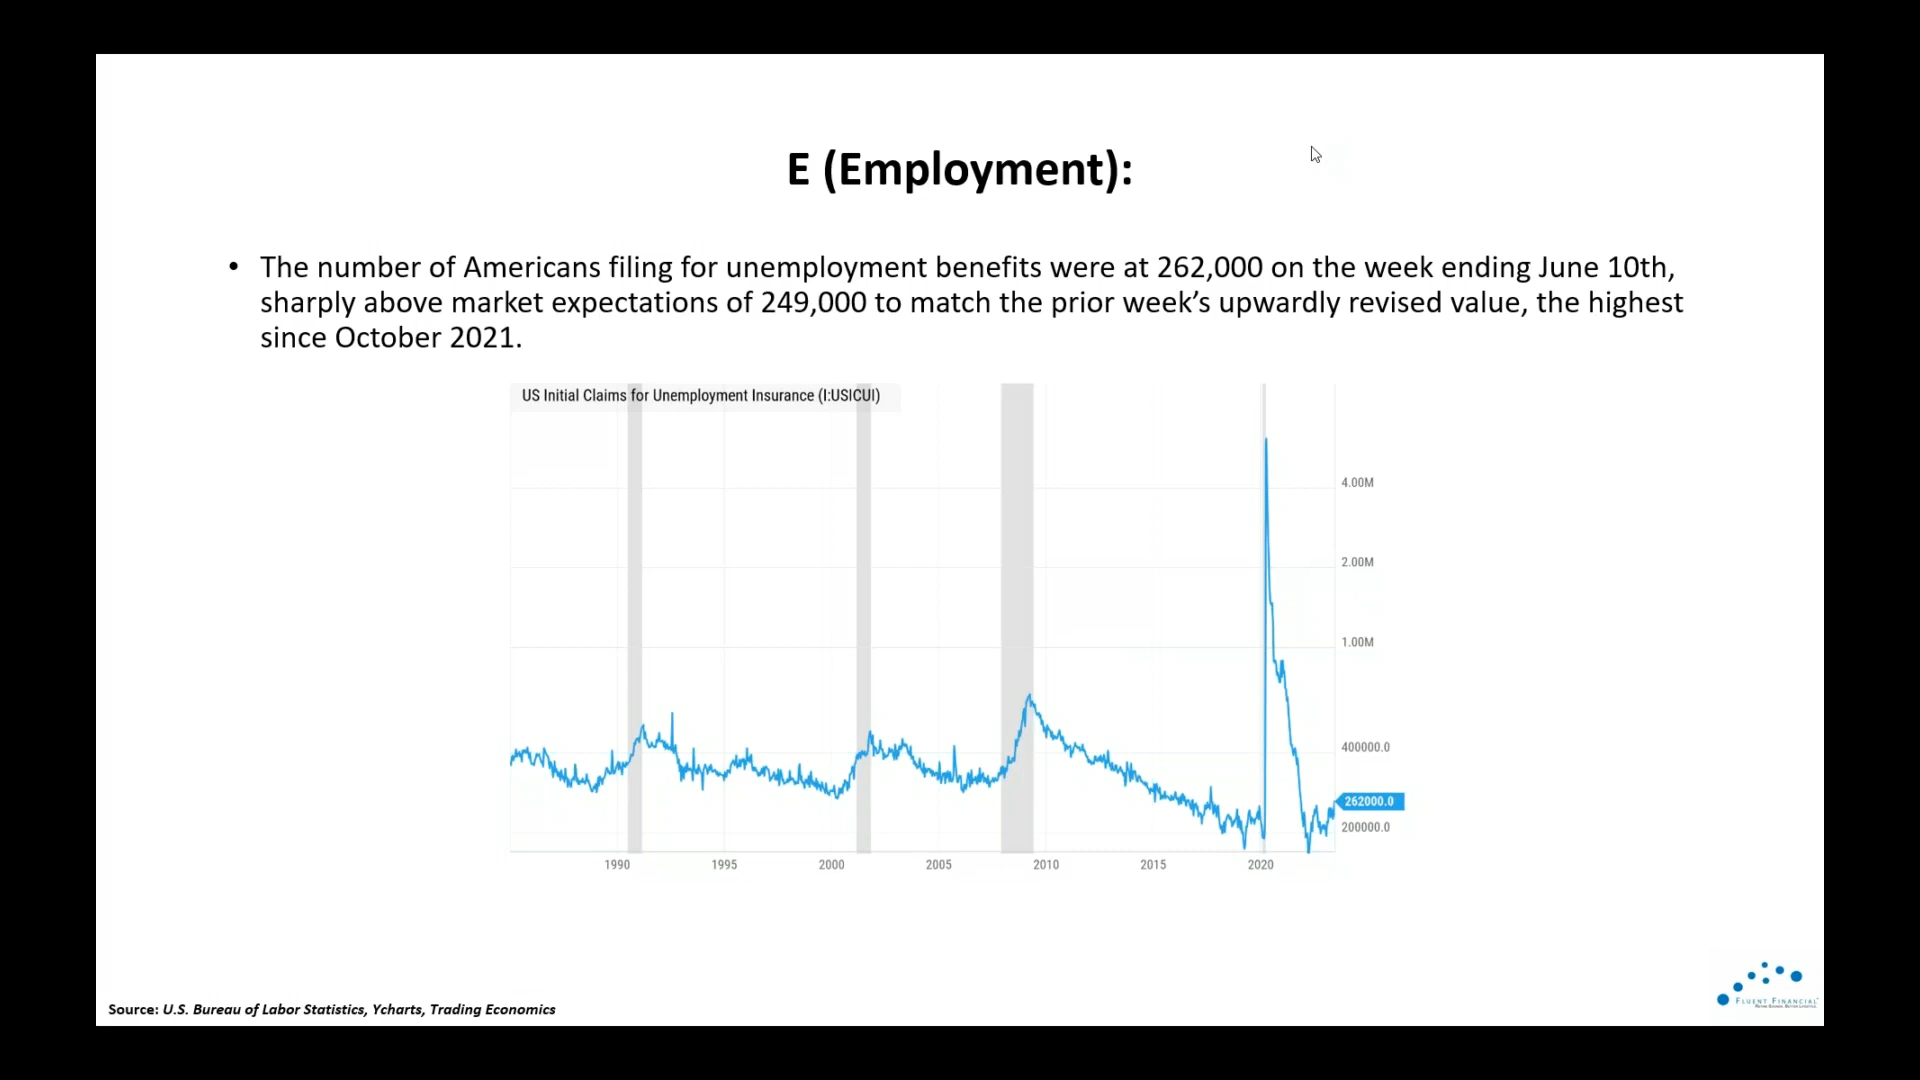 E (Employment):
• The number of Americans filing for unemployment benefits were at 262,000 on the week ending June 10th,
sharply above market expectations of 249,000 to match the prior week’s upwardly revised value, the highest
since October 2021.
US Initial Claims for Unemployment Insurance (I:USICUI)
4.00M
2.00M
1.00M
400000.0
262000.0
200000.0
1990 1995 2000 2005 2010 2015 2020
Source: U.S. Bureau of Labor Statistics, Ycharts, Trading Economics
FLUENT FINANCIAL